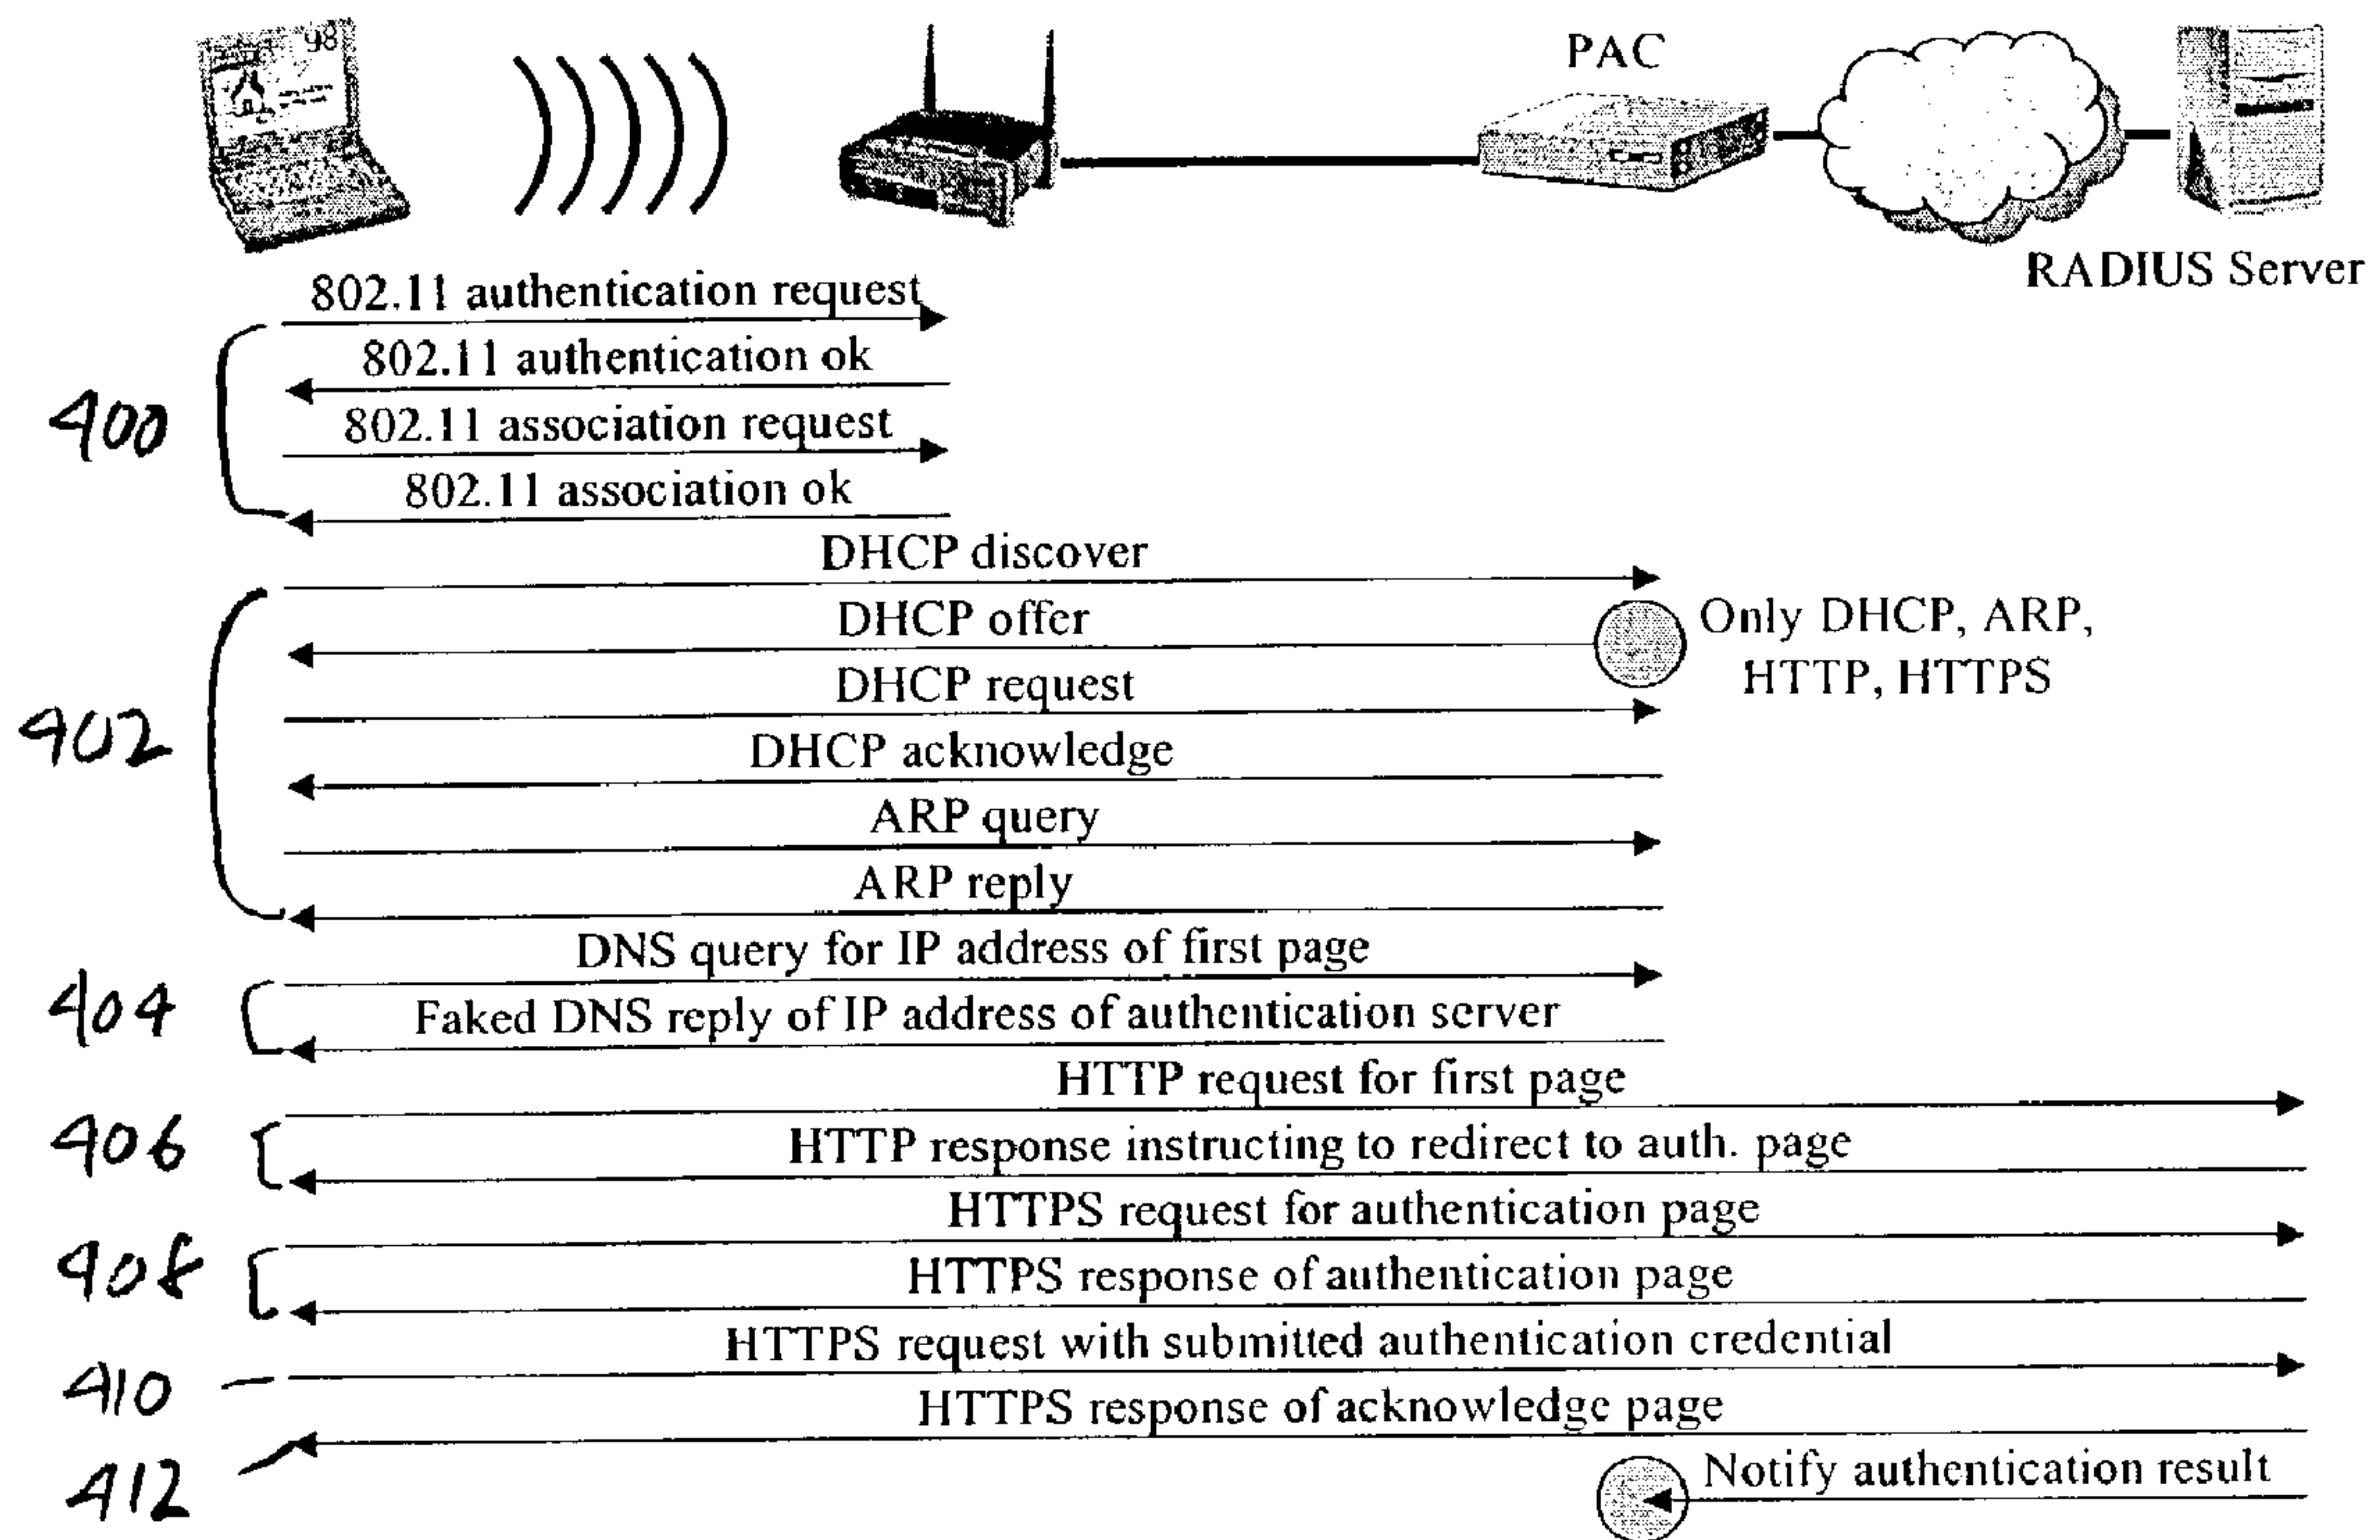 98
PAC
RADIUS Server
802.11 authentication request
802.11 authentication ok
400
802.11 association request
802.11 association ok
DHCP discover
DHCP offer
Only DHCP, ARP,
HTTP, HTTPS
DHCP request
402
DHCP acknowledge
ARP query
ARP reply
DNS query for IP address of first page
404
Faked DNS reply of IP address of authentication server
HTTP request for first page
406
HTTP response instructing to redirect to auth. page
HTTPS request for authentication page
408
HTTPS response of authentication page
HTTPS request with submitted authentication credential
410
HTTPS response of acknowledge page
412
Notify authentication result